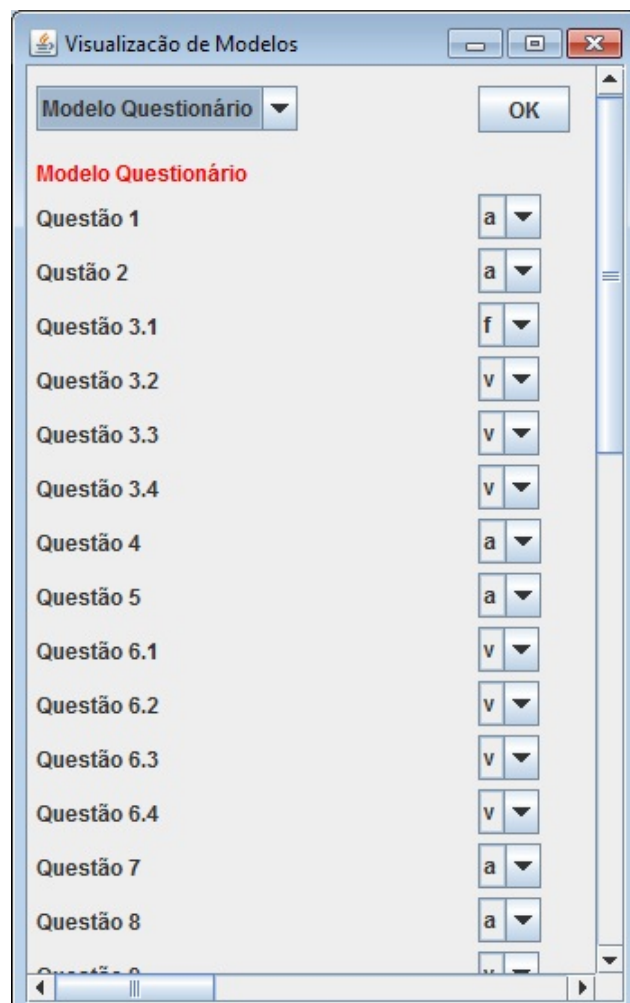 Visualizacão de Modelos
Modelo Questionário OK
Modelo Questionário
Questão 1 a
Qustão 2 a
Questão 3.1 f
Questão 3.2 v
Questão 3.3 v
Questão 3.4 v
Questão 4 a
Questão 5 a
Questão 6.1 v
Questão 6.2 v
Questão 6.3 v
Questão 6.4 v
Questão 7 a
Questão 8 a